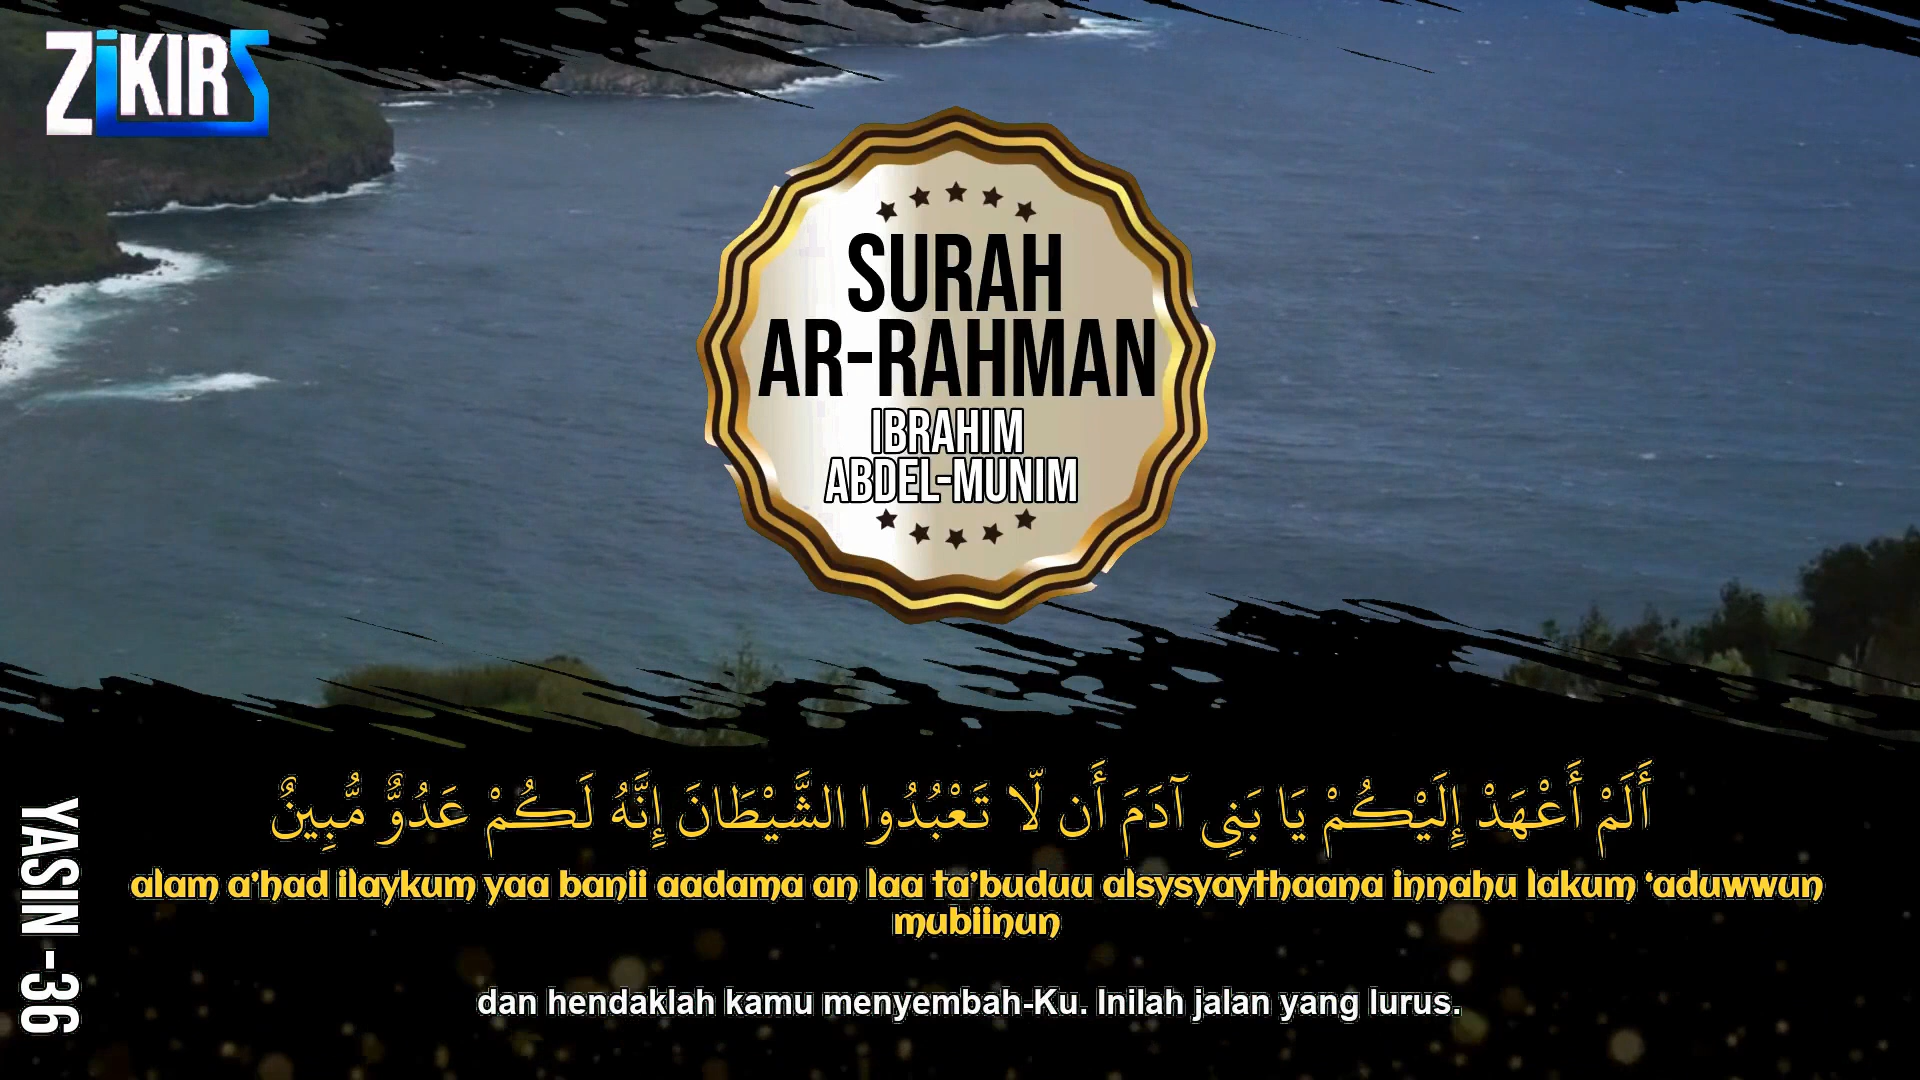 ZiKIRS
SURAH
AR-RAHMAN
IBRAHIM
ABDEL-MUNIM
أَلَمْ أَعْهَدْ إِلَيْكُمْ يَا بَنِي آدَمَ أَن لّا تَعْبُدُوا الشَّيْطَانَ إِنَّهُ لَكُمْ عَدُوٌّ مُّبِينٌ
alam a'had ilaykum yaa banii aadama an laa ta'buduu alsysyaythaana innahu lakum 'aduwwun
mubiinun
dan hendaklah kamu menyembah-Ku. Inilah jalan yang lurus.
YASIN -36